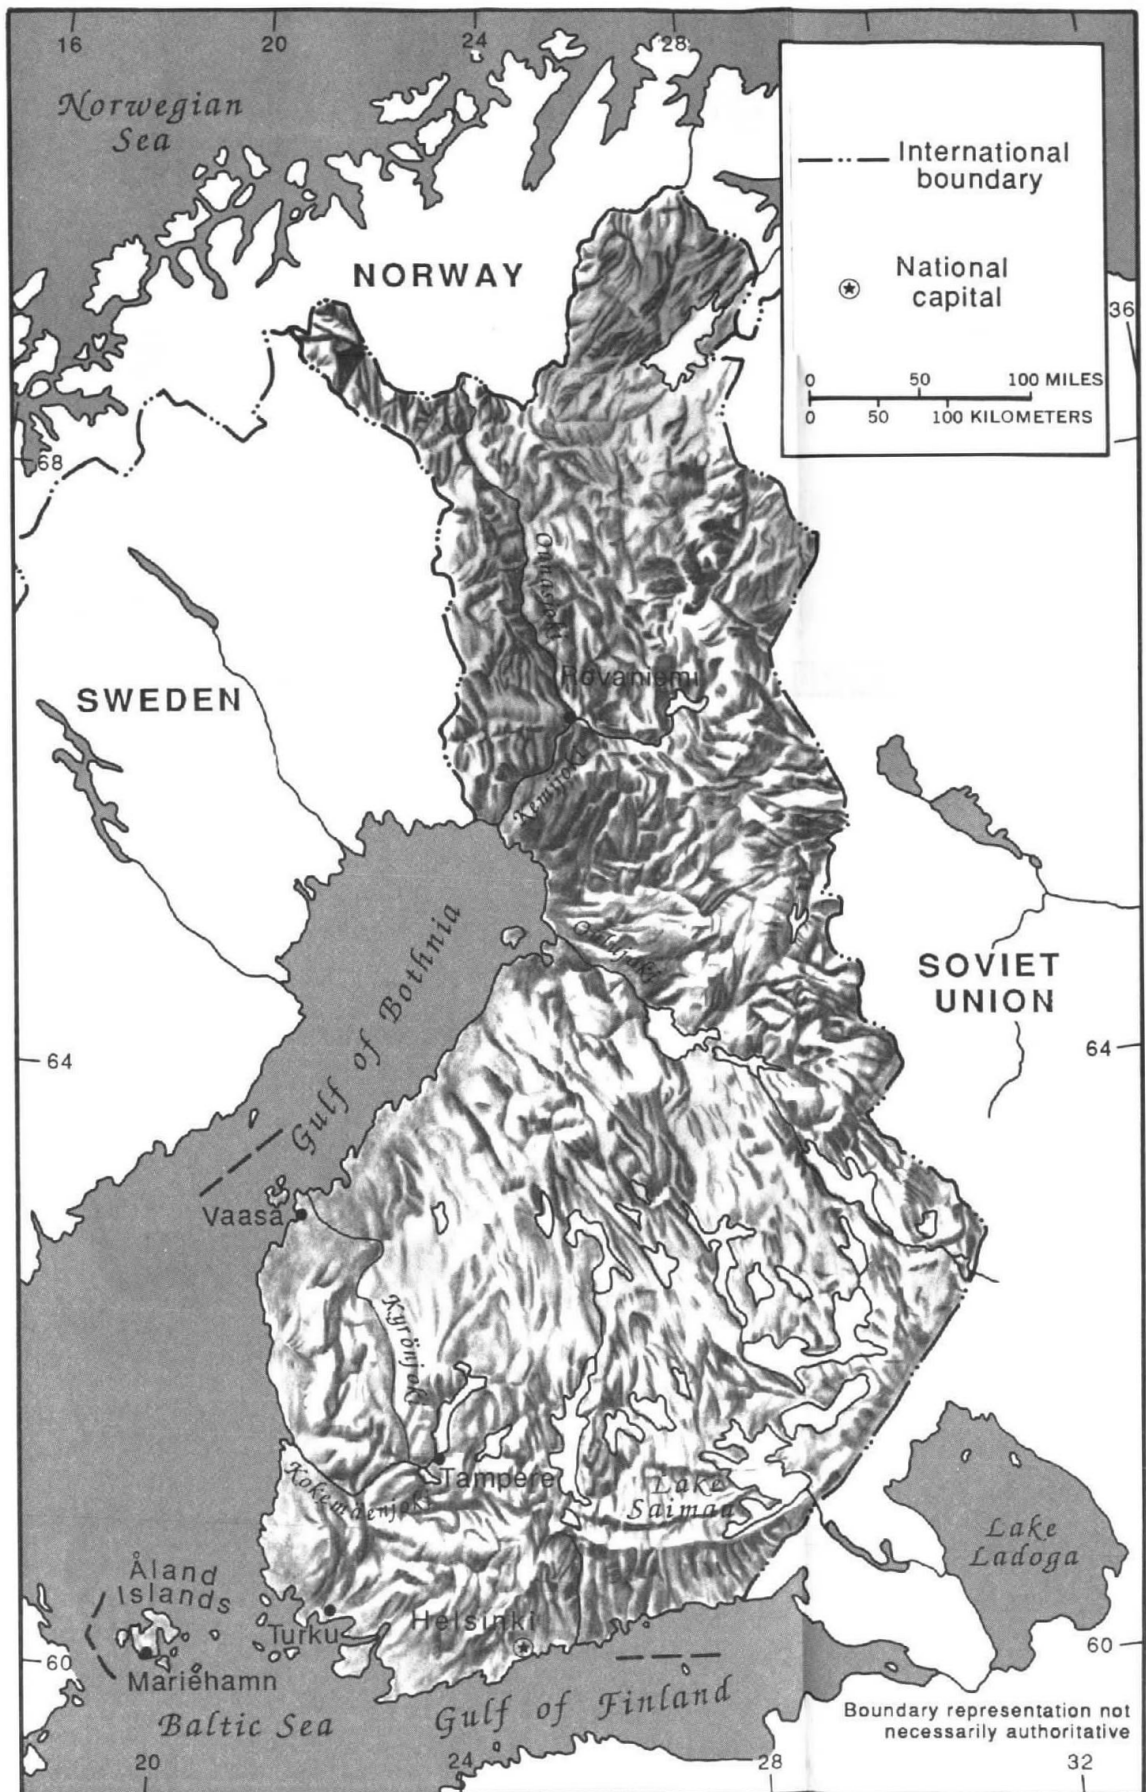 16
20
24
28
Norwegian
Sea
International
boundary
NORWAY
National
capital
36
0 50 100 MILES
0 50 100 KILOMETERS
68
Ounasjoki
Rovaniemi
SWEDEN
Kemijoki
Gulf of Bothnia
Oulujoki
SOVIET
UNION
64
64
Vaasa
Kyrönjoki
Tampere
Kokemäenjoki
Lake
Saimaa
Lake
Ladoga
Åland
Islands
Helsinki
Turku
60
60
Mariehamn
Gulf of Finland
Baltic Sea
Boundary representation not
necessarily authoritative
20
24
28
32